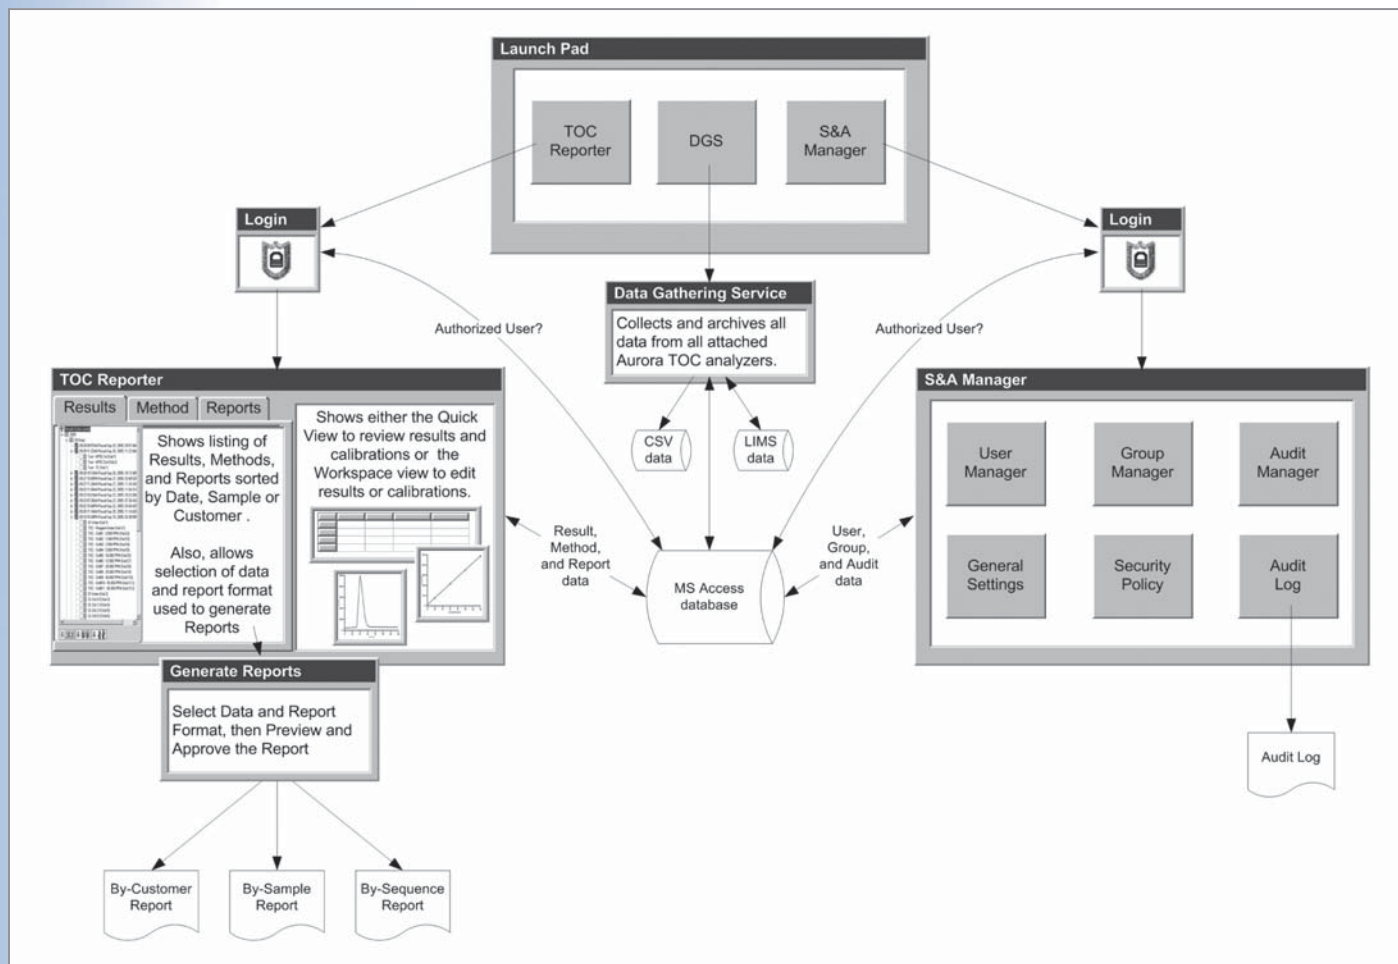 Launch Pad
TOC
Reporter
DGS
S&A
Manager
Login
Login
Data Gathering Service
Collects and archives all
data from all attached
Aurora TOC analyzers.
Authorized User?
Authorized User?
CSV
data
LIMS
data
TOC Reporter
Results
Method
Reports
Shows listing of
Results, Methods,
and Reports sorted
by Date, Sample or
Customer .
Also, allows
selection of data
and report format
used to generate
Reports
Shows either the Quick
View to review results and
calibrations or the
Workspace view to edit
results or calibrations.
Result,
Method,
and Report
data
MS Access
database
User,
Group,
and Audit
data
S&A Manager
User
Manager
Group
Manager
Audit
Manager
General
Settings
Security
Policy
Audit
Log
Generate Reports
Select Data and Report
Format, then Preview and
Approve the Report
Audit Log
By-Customer
Report
By-Sample
Report
By-Sequence
Report